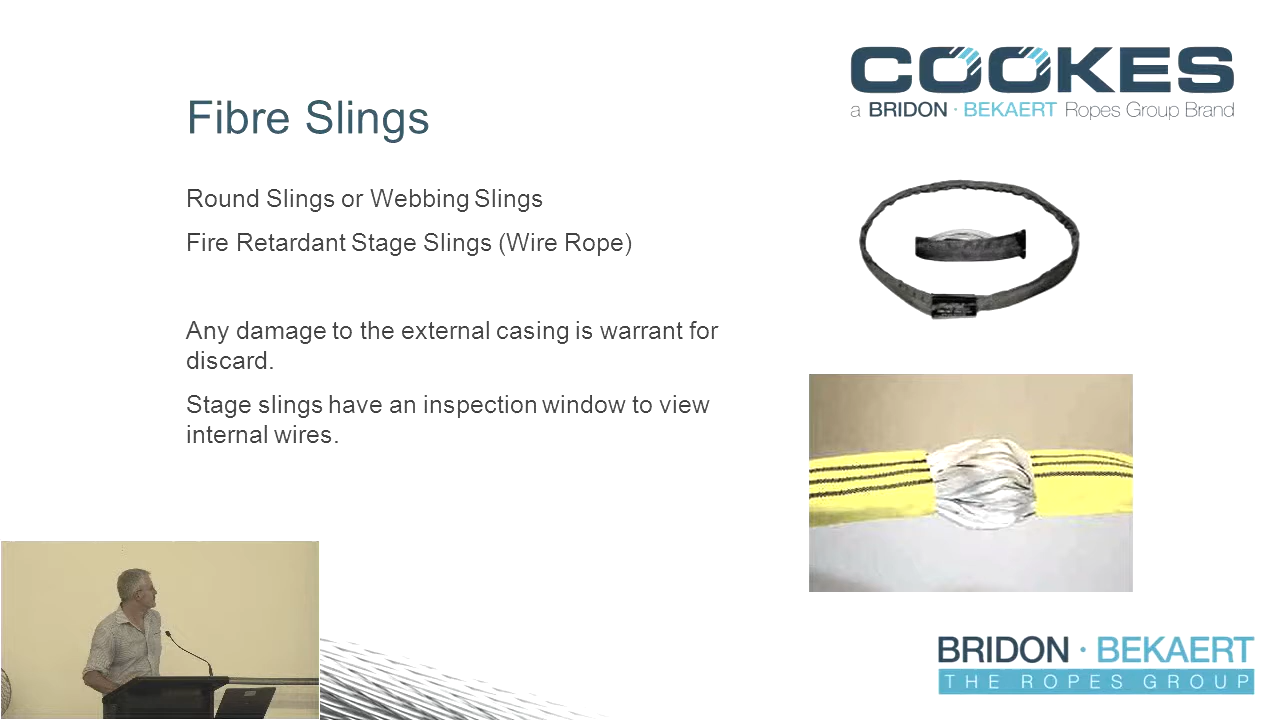 COOKES
a BRIDON · BEKAERT Ropes Group Brand
Fibre Slings
Round Slings or Webbing Slings
Fire Retardant Stage Slings (Wire Rope)
Any damage to the external casing is warrant for
discard.
Stage slings have an inspection window to view
internal wires.
BRIDON · BEKAERT
THE ROPES GROUP